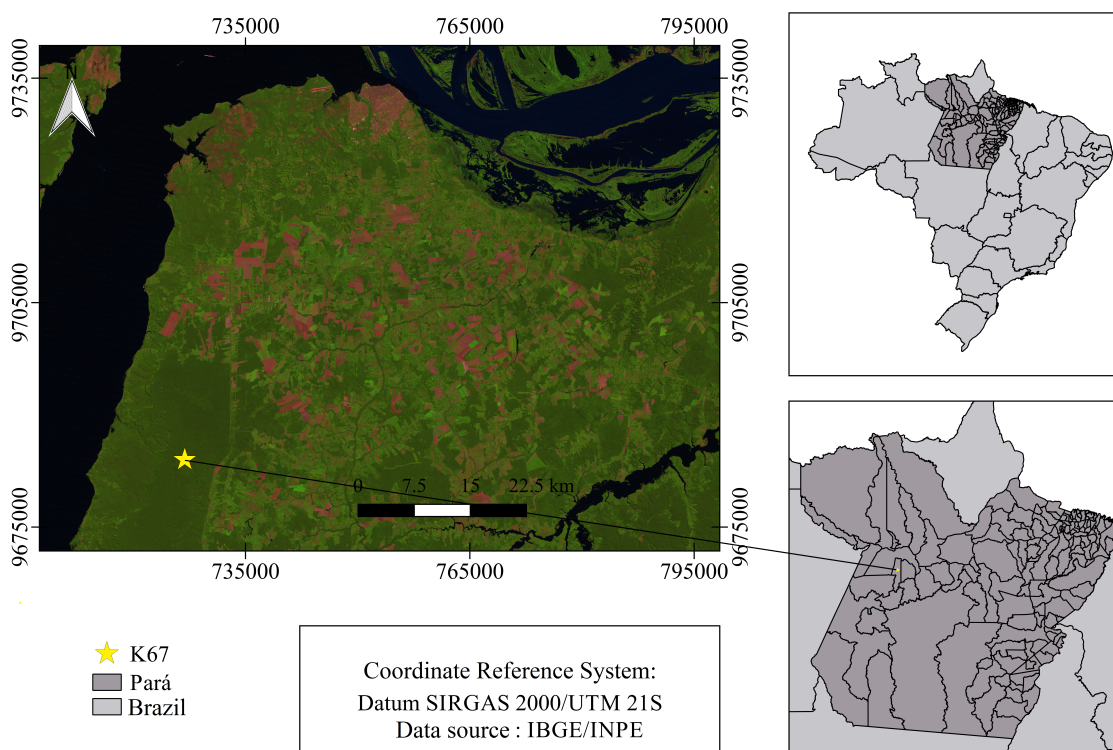 735000 765000 795000
9735000 9735000
N
9705000 9705000
0 7.5 15 22.5 km
9675000 9675000
735000 765000 795000
K67
Pará
Brazil
Coordinate Reference System:
Datum SIRGAS 2000/UTM 21S
Data source : IBGE/INPE